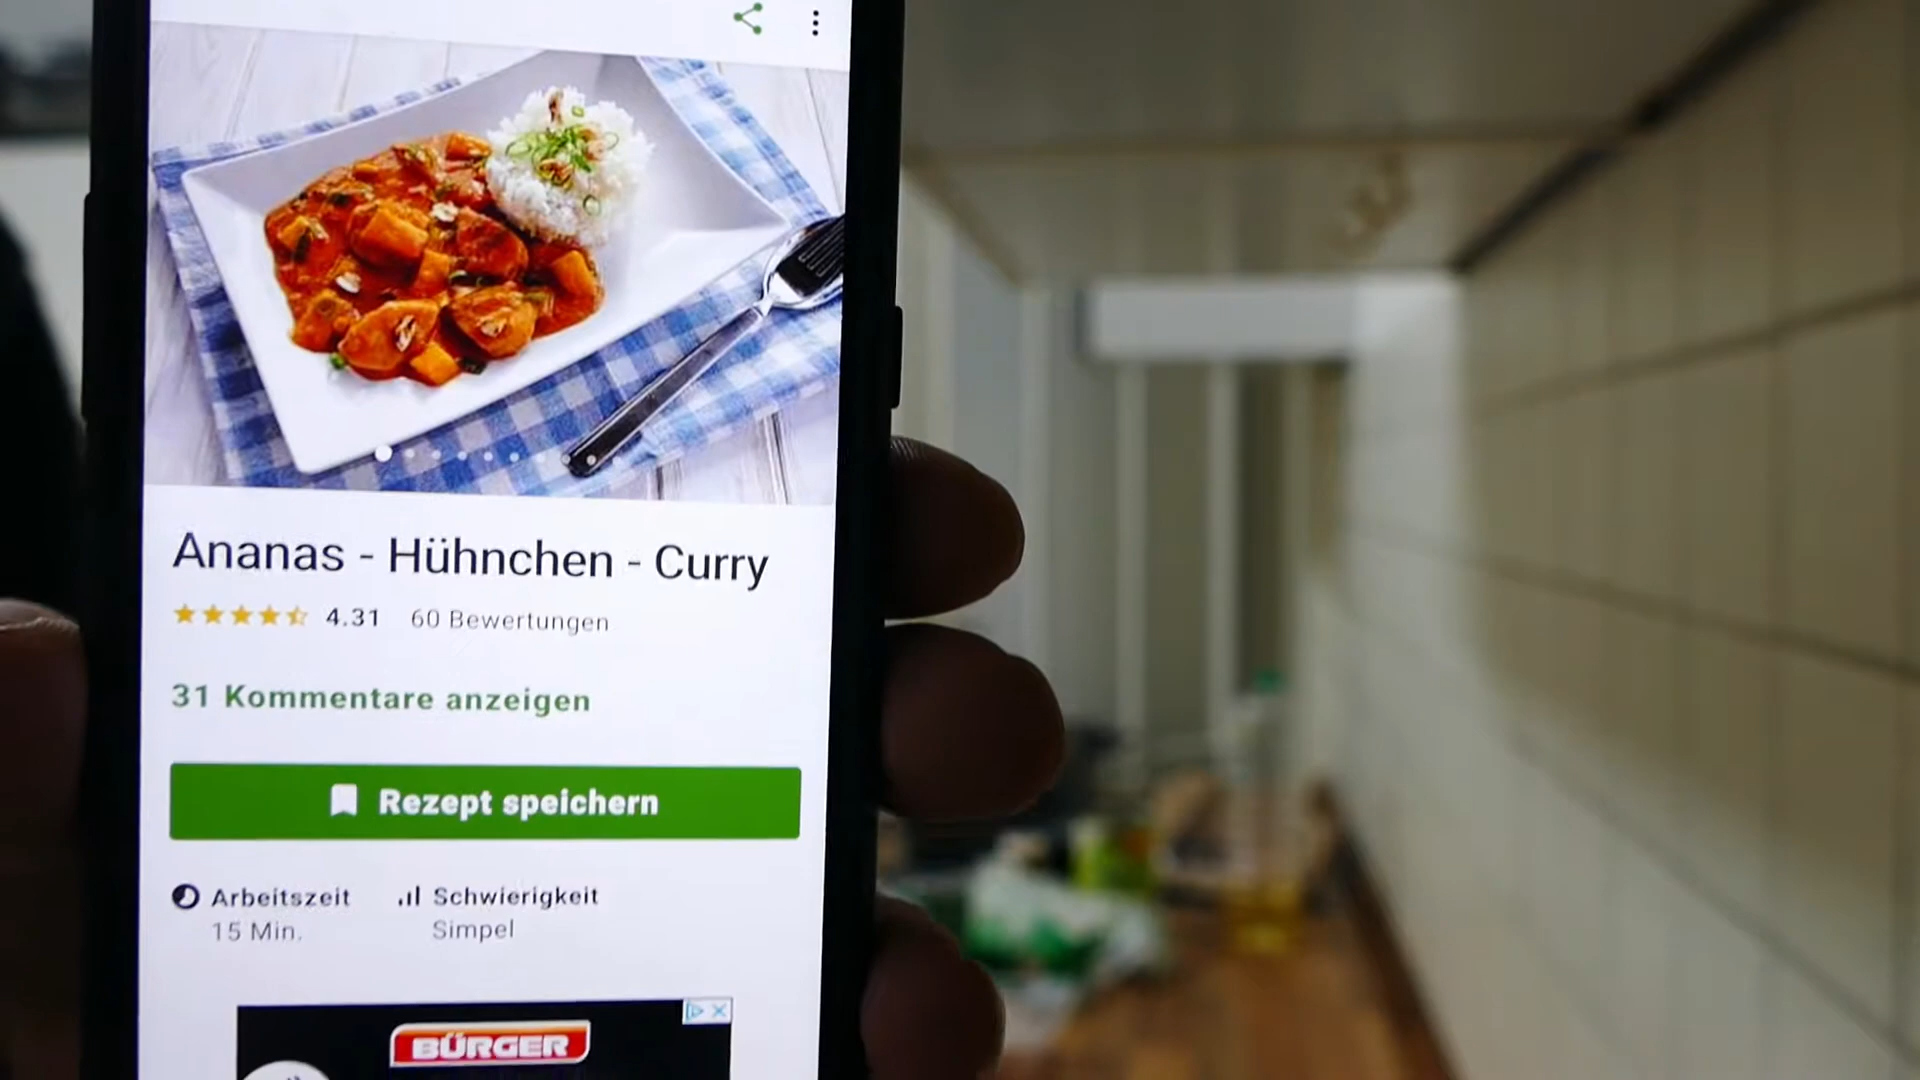 Ananas - Hühnchen - Curry
4.31 60 Bewertungen
31 Kommentare anzeigen
Rezept speichern
Arbeitszeit Schwierigkeit
15 Min. Simpel
BÜRGER